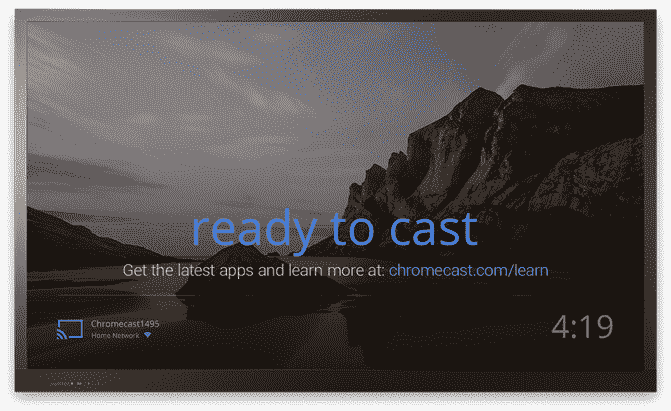 ready to cast
Get the latest apps and learn more at: chromecast.com/learn
Chromecast1495
Home Network
4:19